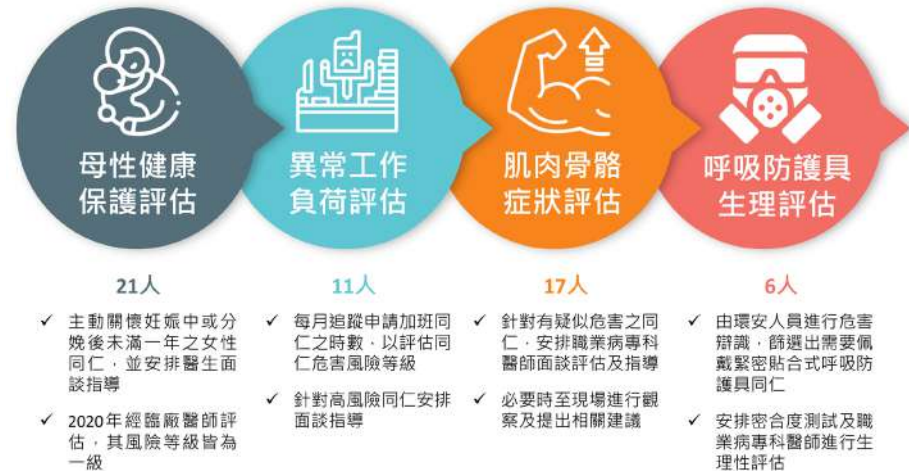 母性健康
保護評估
異常工作
負荷評估
肌肉骨骼
症狀評估
呼吸防護具
生理評估
21人
✓ 主動關懷妊娠中或分
娩後未滿一年之女性
同仁，並安排醫生面
談指導
✓ 2020年經臨廠醫師評
估，其風險等級皆為
一級
11人
✓ 每月追蹤申請加班同
仁之時數，以評估同
仁危害風險等級
✓ 針對高風險同仁安排
面談指導
17人
✓ 針對有疑似危害之同
仁，安排職業病專科
醫師面談評估及指導
✓ 必要時至現場進行觀
察及提出相關建議
6人
✓ 由環安人員進行危害
辯識，篩選出需要佩
戴緊密貼合式呼吸防
護具同仁
✓ 安排密合度測試及職
業病專科醫師進行生
理性評估